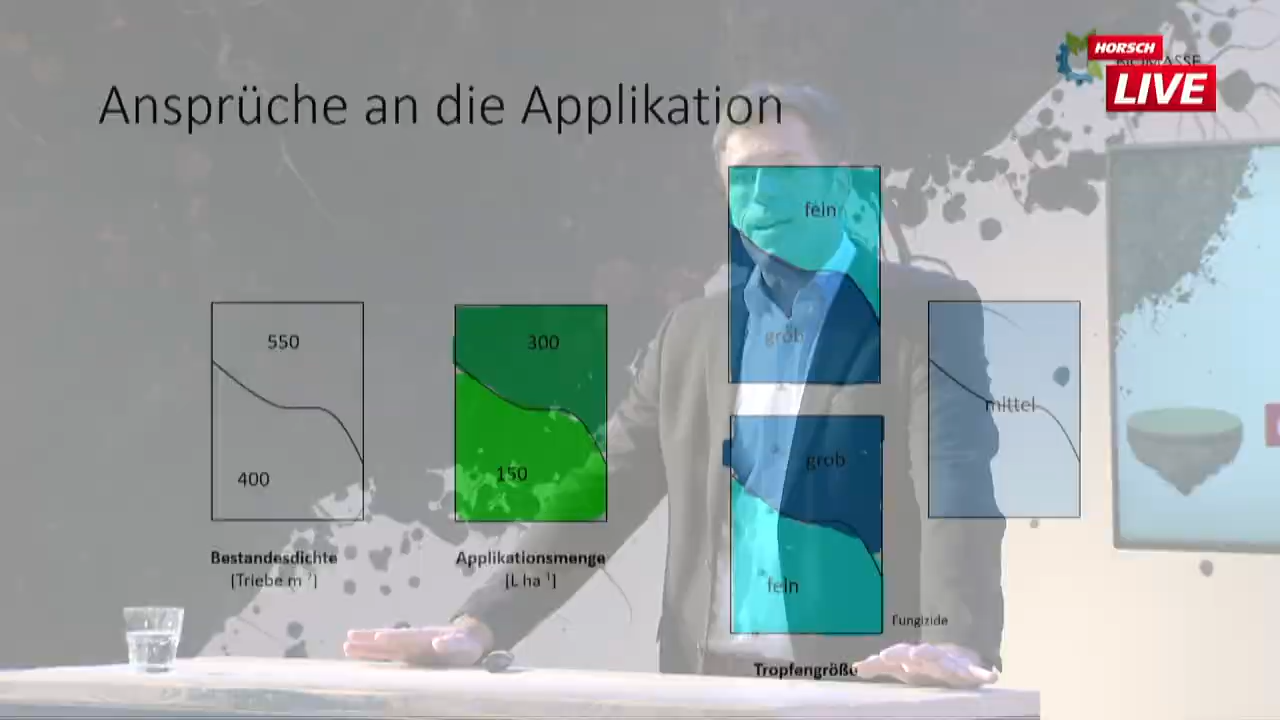 HORSCH
LIVE
Ansprüche an die Applikation
fein
grob
550
400
300
150
mittel
grob
fein
Bestandesdichte
[Triebe m⁻²]
Applikationsmenge
[L ha⁻¹]
Fungizide
Tropfengröße